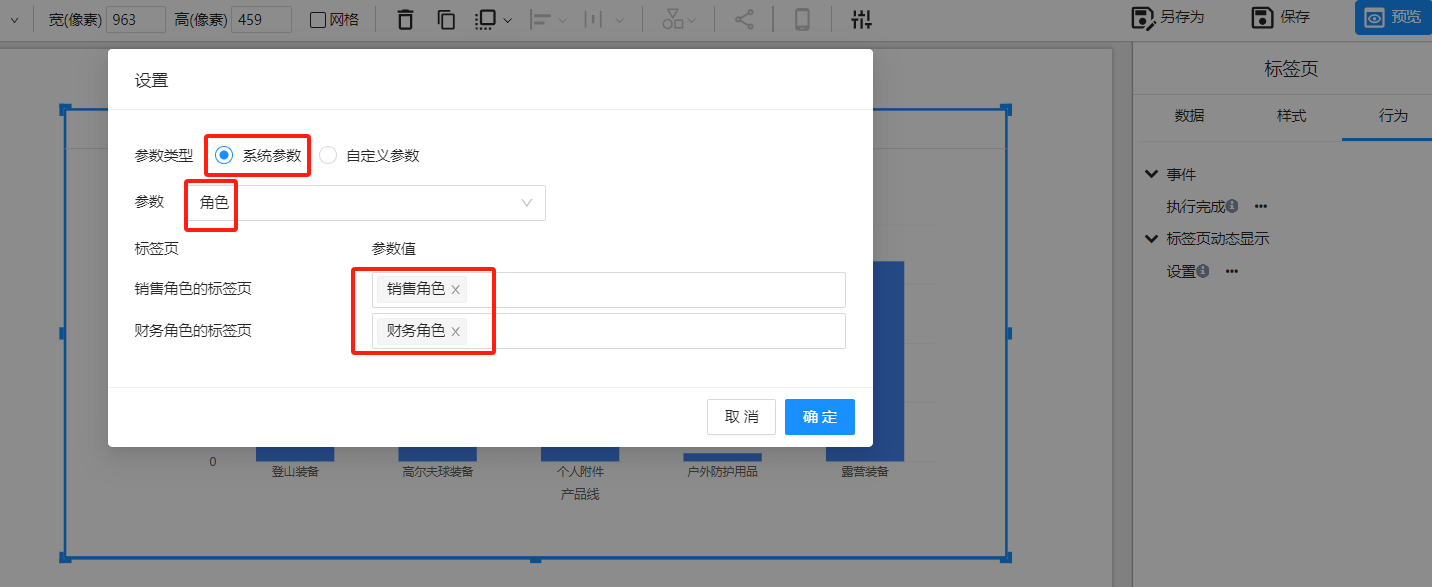 宽(像素) 963 高(像素) 459 网格 另存为 保存 预览
设置
标签页
数据 样式 行为
参数类型 系统参数 自定义参数
事件
参数 角色
执行完成
标签页 参数值
标签页动态显示
设置
销售角色的标签页 销售角色 X
财务角色的标签页 财务角色 X
取 消 确 定
0
登山装备 高尔夫球装备 个人附件 户外防护用品 露营装备
产品线